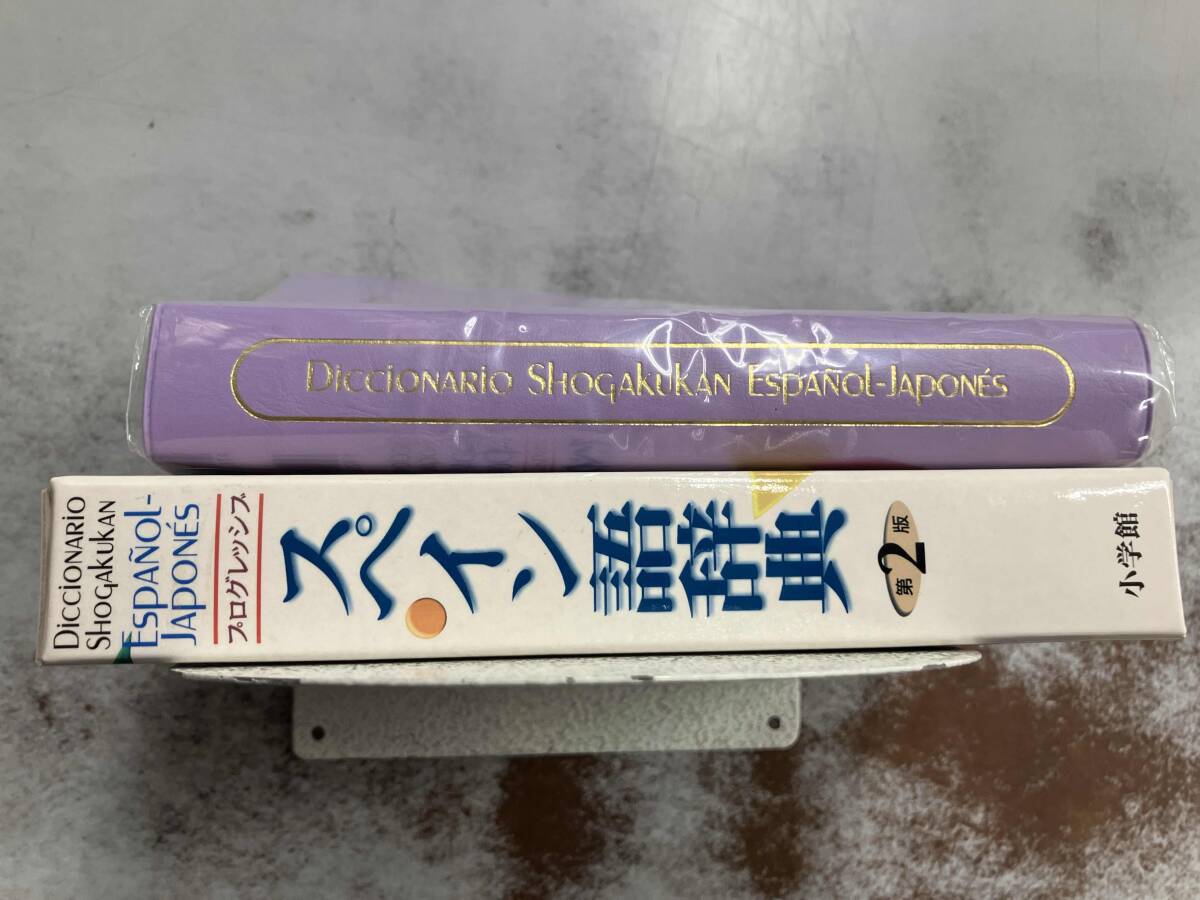 Diccionario Shogakukan Español-Japonés
Diccionario
Shogakukan
Español-
Japonés
プログレッシブ
スペイン語辞典
第2版
小学館